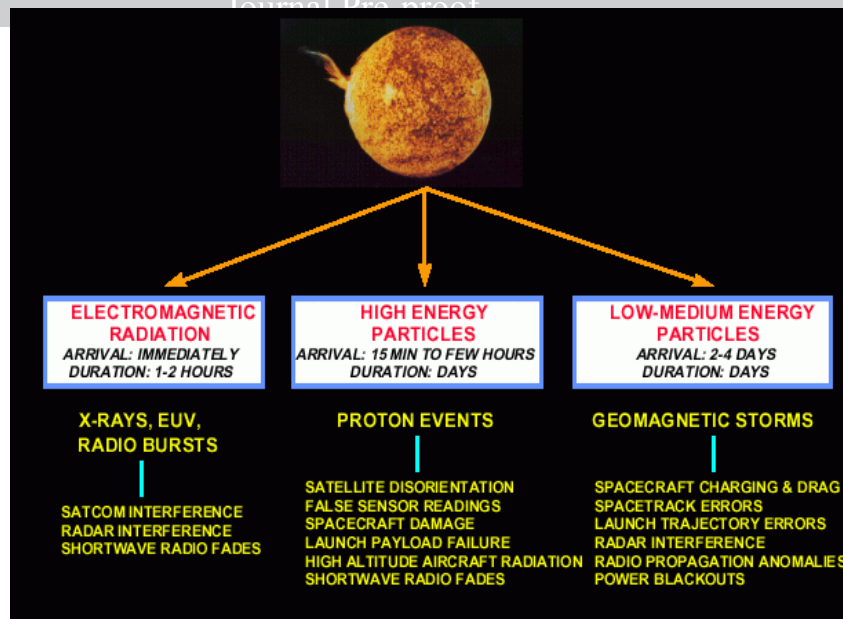 Journal Pre-proof
ELECTROMAGNETIC
RADIATION
ARRIVAL: IMMEDIATELY
DURATION: 1-2 HOURS
HIGH ENERGY
PARTICLES
ARRIVAL: 15 MIN TO FEW HOURS
DURATION: DAYS
LOW-MEDIUM ENERGY
PARTICLES
ARRIVAL: 2-4 DAYS
DURATION: DAYS
X-RAYS, EUV,
RADIO BURSTS
SATCOM INTERFERENCE
RADAR INTERFERENCE
SHORTWAVE RADIO FADES
PROTON EVENTS
SATELLITE DISORIENTATION
FALSE SENSOR READINGS
SPACECRAFT DAMAGE
LAUNCH PAYLOAD FAILURE
HIGH ALTITUDE AIRCRAFT RADIATION
SHORTWAVE RADIO FADES
GEOMAGNETIC STORMS
SPACECRAFT CHARGING & DRAG
SPACETRACK ERRORS
LAUNCH TRAJECTORY ERRORS
RADAR INTERFERENCE
RADIO PROPAGATION ANOMALIES
POWER BLACKOUTS